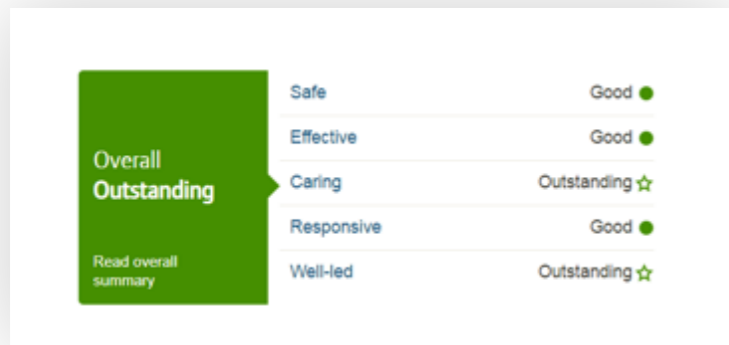 Overall
Outstanding
Read overall
summary
Safe Good
Effective Good
Caring Outstanding
Responsive Good
Well-led Outstanding